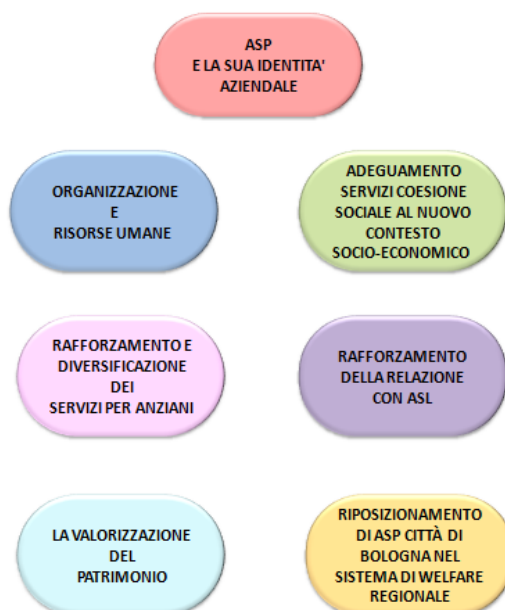 ASP
E LA SUA IDENTITA'
AZIENDALE
ORGANIZZAZIONE
E
RISORSE UMANE
ADEGUAMENTO
SERVIZI COESIONE
SOCIALE AL NUOVO
CONTESTO
SOCIO-ECONOMICO
RAFFORZAMENTO E
DIVERSIFICAZIONE
DEI
SERVIZI PER ANZIANI
RAFFORZAMENTO
DELLA RELAZIONE
CON ASL
LA VALORIZZAZIONE
DEL
PATRIMONIO
RIPOSIZIONAMENTO
DI ASP CITTÀ DI
BOLOGNA NEL
SISTEMA DI WELFARE
REGIONALE